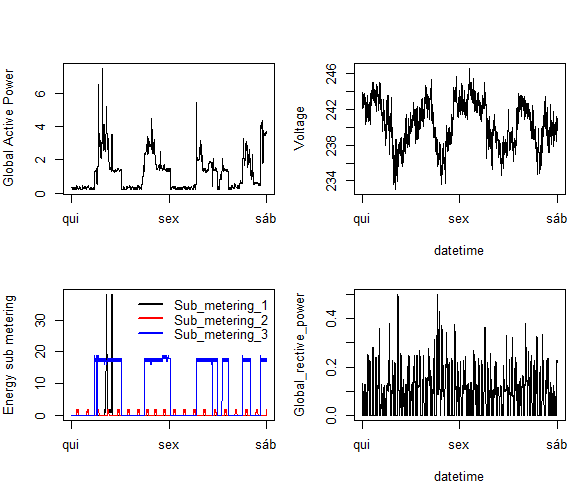 Global Active Power
0
2
4
6
qui
sex
sáb
Voltage
234
238
242
246
qui
sex
sáb
datetime
Energy sub metering
0
10
20
30
Sub_metering_1
Sub_metering_2
Sub_metering_3
qui
sex
sáb
Global_rective_power
0.0
0.2
0.4
qui
sex
sáb
datetime